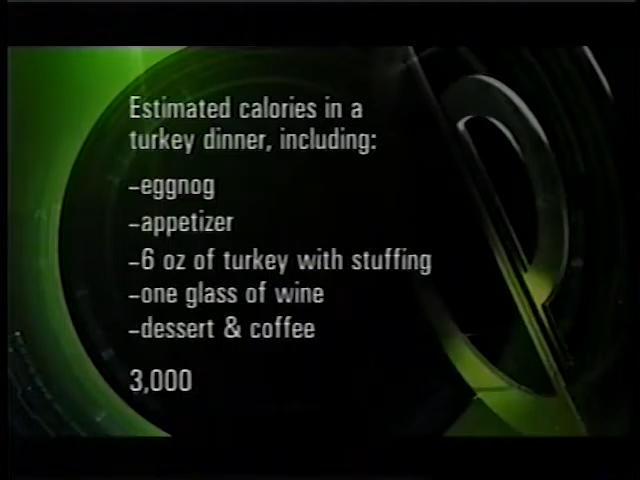 Estimated calories in a
turkey dinner, including:
-eggnog
-appetizer
-6 oz of turkey with stuffing
-one glass of wine
-dessert & coffee
3,000